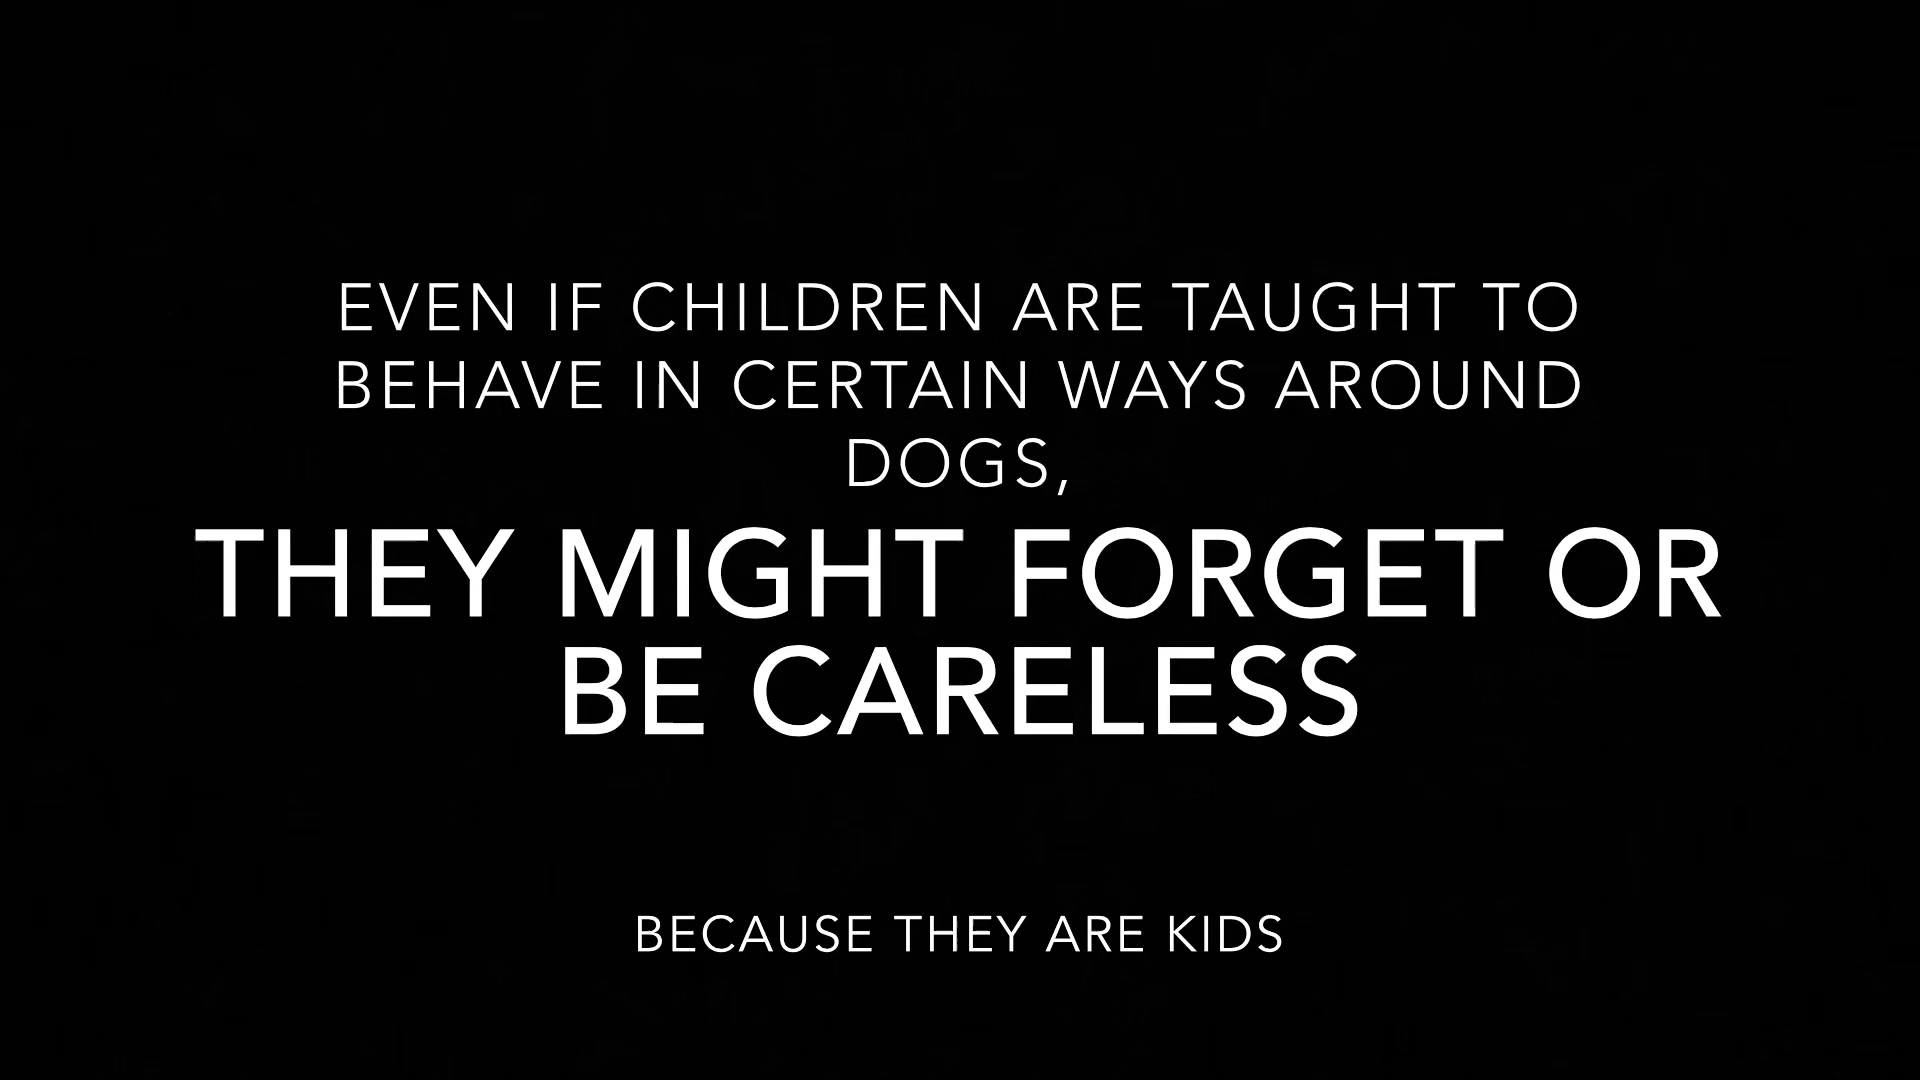 EVEN IF CHILDREN ARE TAUGHT TO
BEHAVE IN CERTAIN WAYS AROUND
DOGS,
THEY MIGHT FORGET OR
BE CARELESS
BECAUSE THEY ARE KIDS